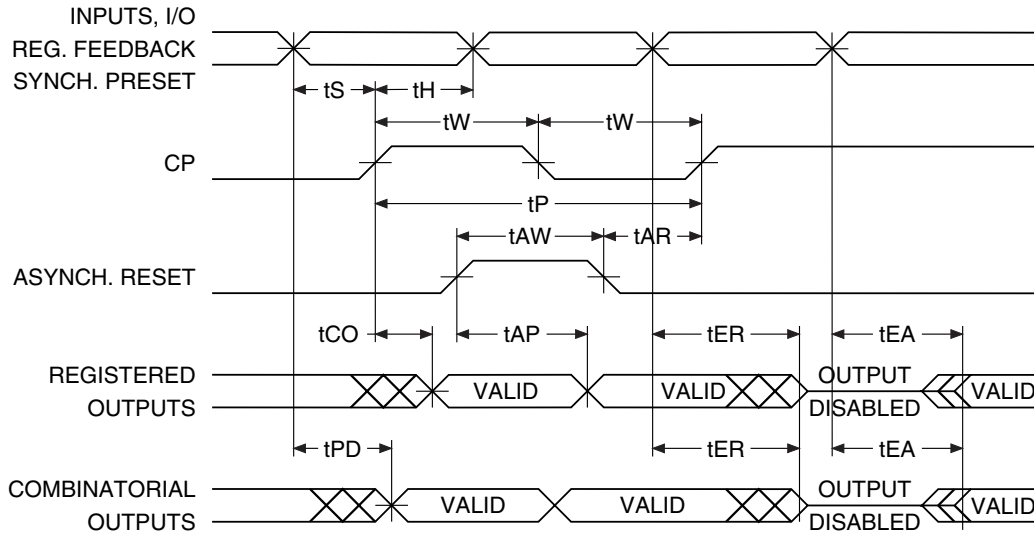 INPUTS, I/O
REG. FEEDBACK
SYNCH. PRESET
tS
tH
tW
tW
CP
tP
tAW
tAR
ASYNCH. RESET
tCO
tAP
tER
tEA
REGISTERED
OUTPUTS
VALID
VALID
OUTPUT
DISABLED
VALID
tPD
tER
tEA
COMBINATORIAL
OUTPUTS
VALID
VALID
OUTPUT
DISABLED
VALID